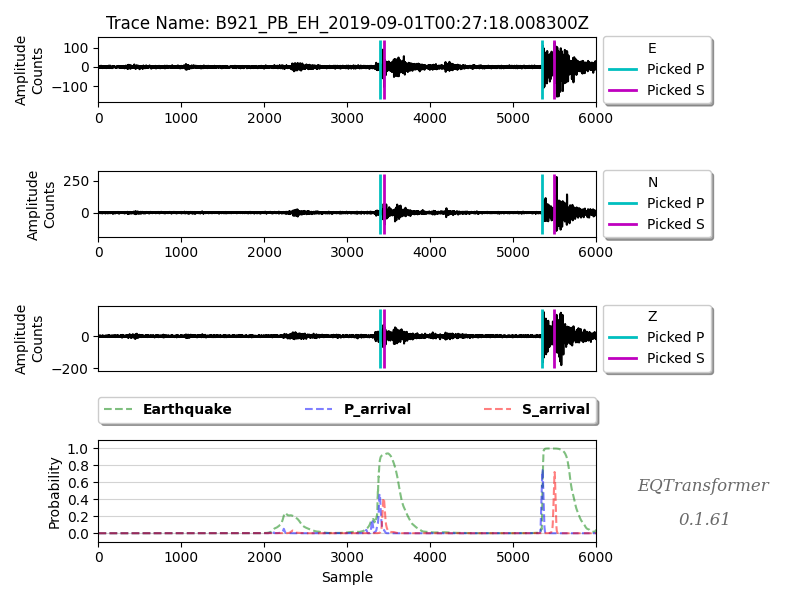 Trace Name: B921_PB_EH_2019-09-01T00:27:18.008300Z
Amplitude
Counts
100
0
−100
0 1000 2000 3000 4000 5000 6000
E
Picked P
Picked S
Amplitude
Counts
250
0
0 1000 2000 3000 4000 5000 6000
N
Picked P
Picked S
Amplitude
Counts
0
−200
0 1000 2000 3000 4000 5000 6000
Z
Picked P
Picked S
Earthquake P_arrival S_arrival
Probability
1.0
0.8
0.6
0.4
0.2
0.0
0 1000 2000 3000 4000 5000 6000
Sample
EQTransformer
0.1.61